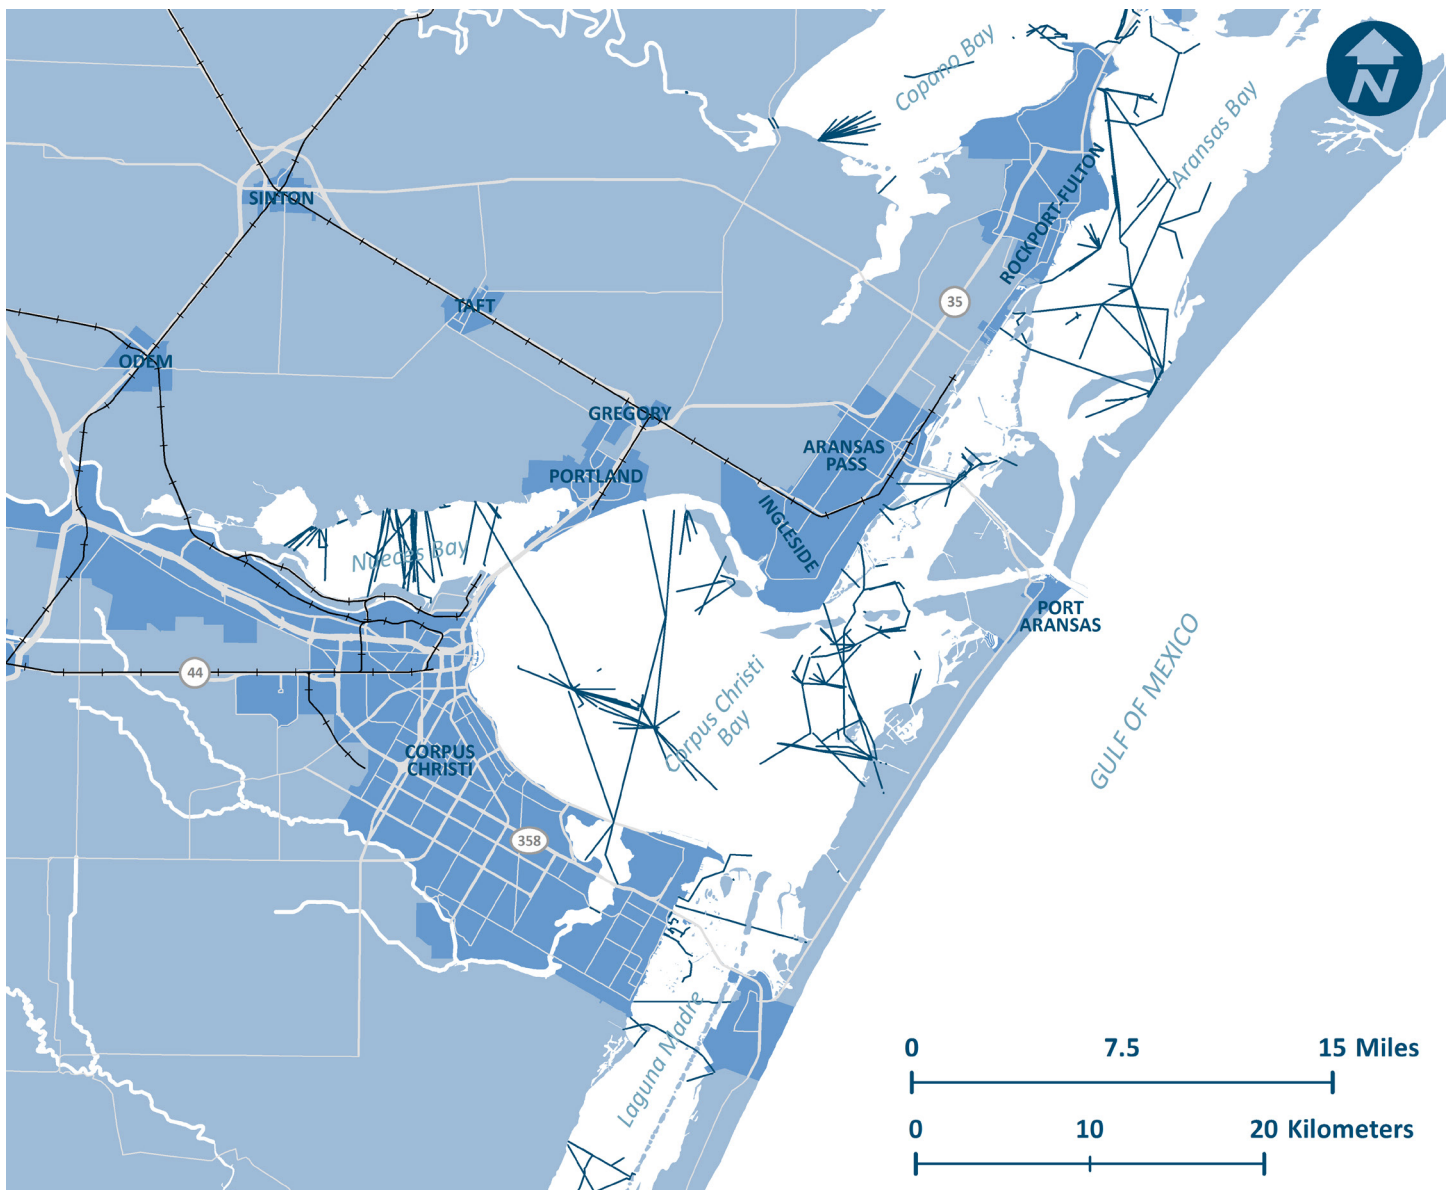 Copano Bay
N
Aransas Bay
SINTON
ROCKPORT-FULTON
35
TAFT
ODEM
GREGORY
ARANSAS
PASS
PORTLAND
INGLESIDE
Nueces Bay
PORT
ARANSAS
44
Corpus Christi
Bay
GULF OF MEXICO
CORPUS
CHRISTI
358
Laguna Madre
0 7.5 15 Miles
0 10 20 Kilometers